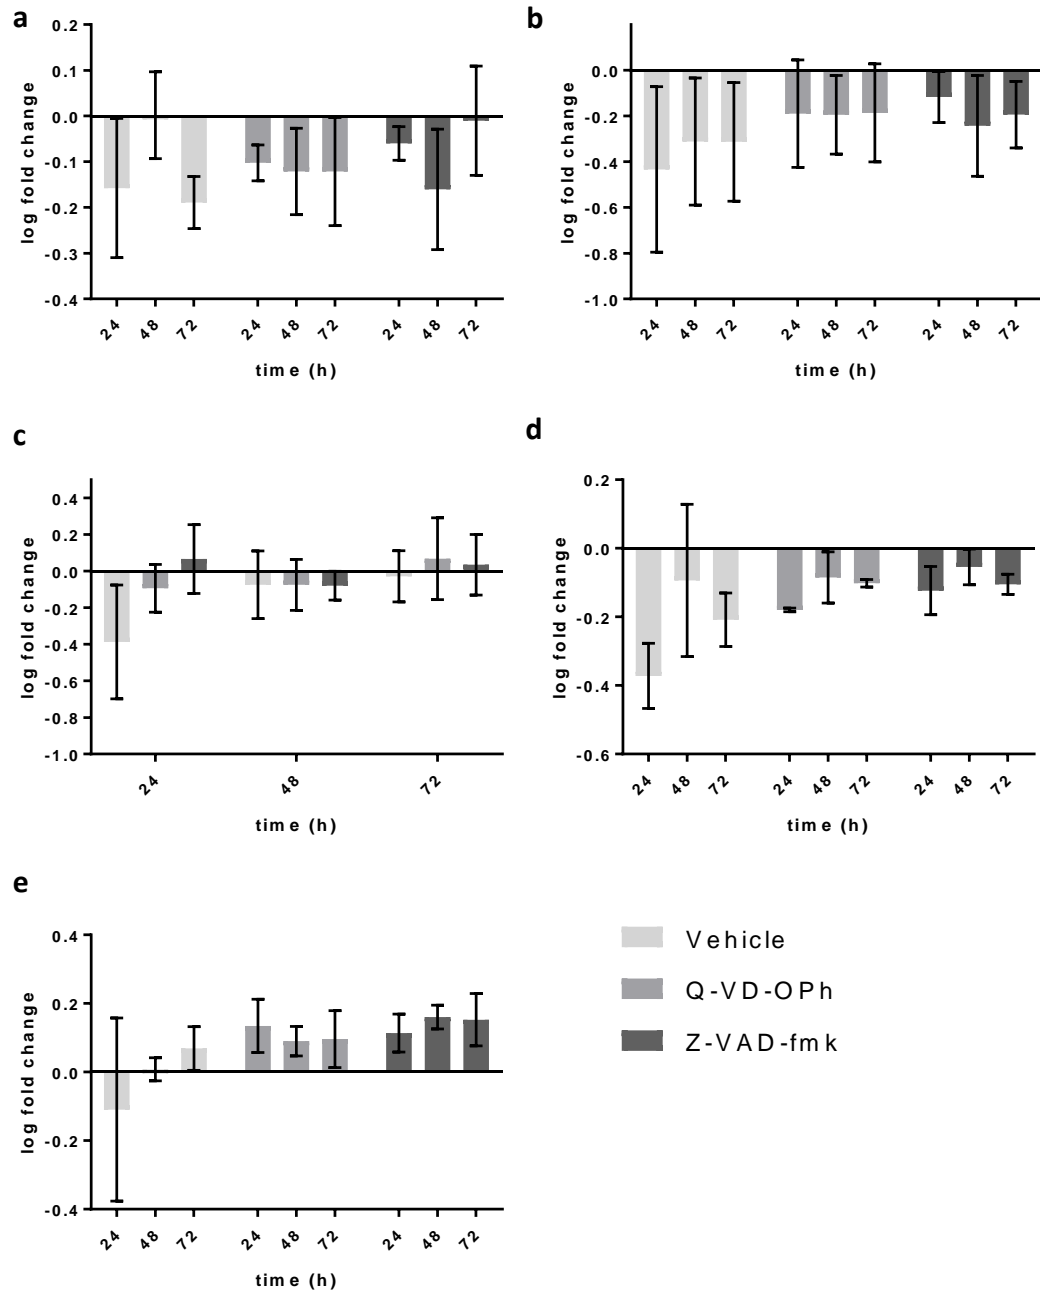 a
0.2
0.1
0.0
-0.1
-0.2
-0.3
-0.4
log fold change
24 48 72 24 48 72 24 48 72
time (h)
b
0.0
-0.2
-0.4
-0.6
-0.8
-1.0
log fold change
24 48 72 24 48 72 24 48 72
time (h)
c
0.4
0.2
0.0
-0.2
-0.4
-0.6
-0.8
-1.0
log fold change
24 48 72
time (h)
d
0.2
0.0
-0.2
-0.4
-0.6
log fold change
24 48 72 24 48 72 24 48 72
time (h)
e
0.4
0.2
0.0
-0.2
-0.4
log fold change
24 48 72 24 48 72 24 48 72
time (h)
Vehicle
Q-VD-OPh
Z-VAD-fmk